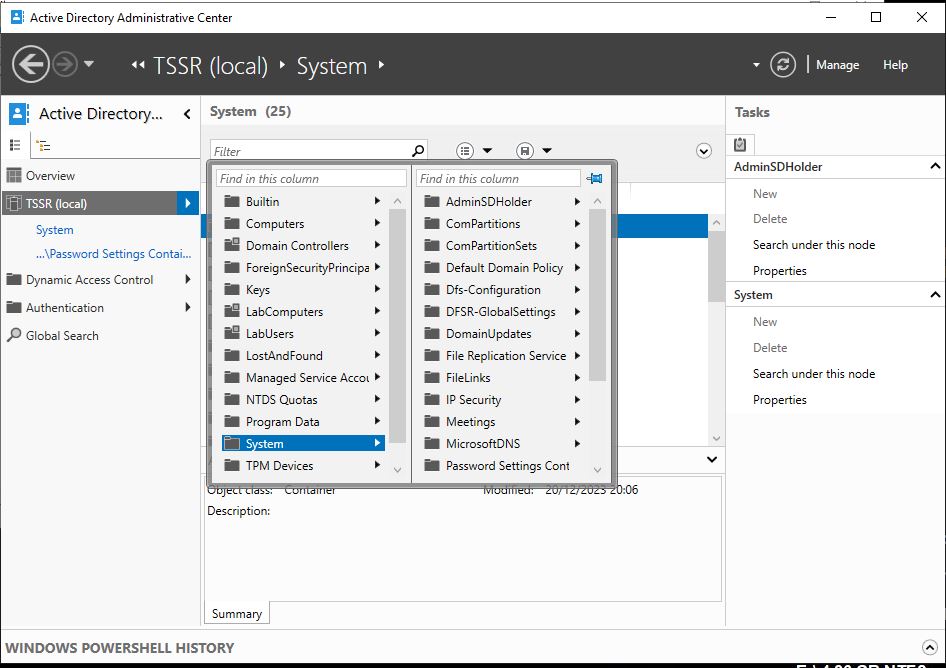 Active Directory Administrative Center
TSSR (local) System
Manage Help
Active Directory...
Overview
TSSR (local)
System
...\Password Settings Contai...
Dynamic Access Control
Authentication
Global Search
System (25)
Filter
Find in this column
Builtin
Computers
Domain Controllers
ForeignSecurityPrincipa
Keys
LabComputers
LabUsers
LostAndFound
Managed Service Accou
NTDS Quotas
Program Data
System
TPM Devices
Find in this column
AdminSDHolder
ComPartitions
ComPartitionSets
Default Domain Policy
Dfs-Configuration
DFSR-GlobalSettings
DomainUpdates
File Replication Service
FileLinks
IP Security
Meetings
MicrosoftDNS
Password Settings Cont
Object class: Container Modified: 20/12/2023 20:06
Description:
Summary
Tasks
AdminSDHolder
New
Delete
Search under this node
Properties
System
New
Delete
Search under this node
Properties
WINDOWS POWERSHELL HISTORY